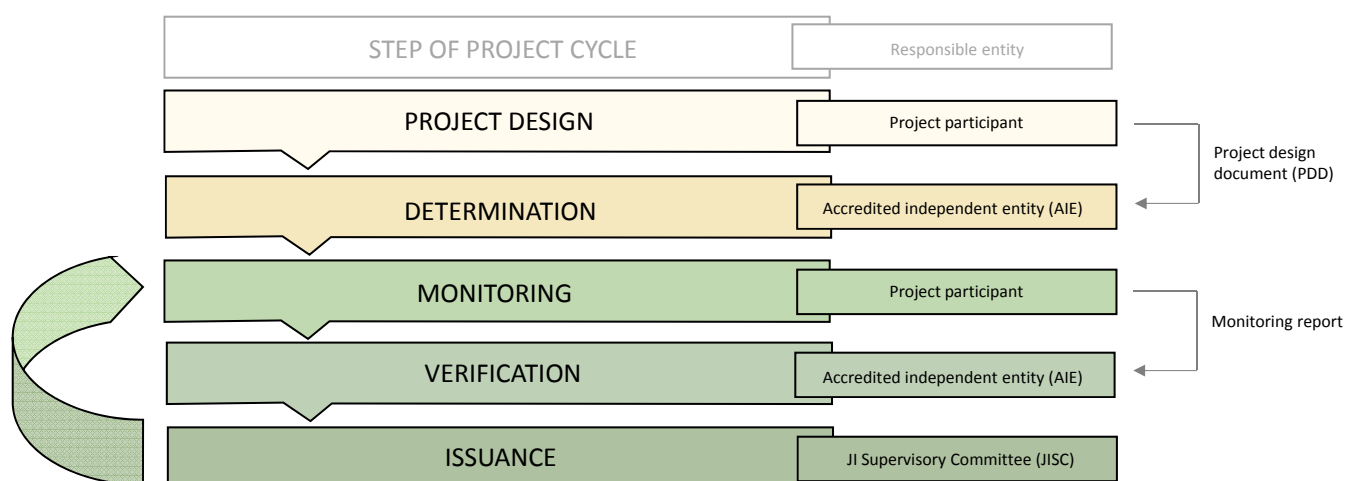 STEP OF PROJECT CYCLE
Responsible entity
PROJECT DESIGN
Project participant
Project design
document (PDD)
DETERMINATION
Accredited independent entity (AIE)
MONITORING
Project participant
Monitoring report
VERIFICATION
Accredited independent entity (AIE)
ISSUANCE
JI Supervisory Committee (JISC)